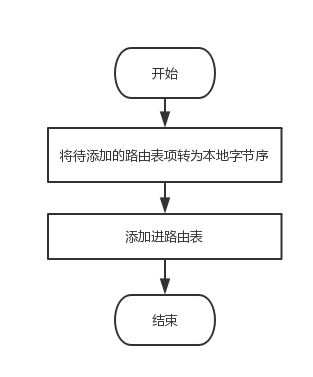 开始
将待添加的路由表项转为本地字节序
添加进路由表
结束